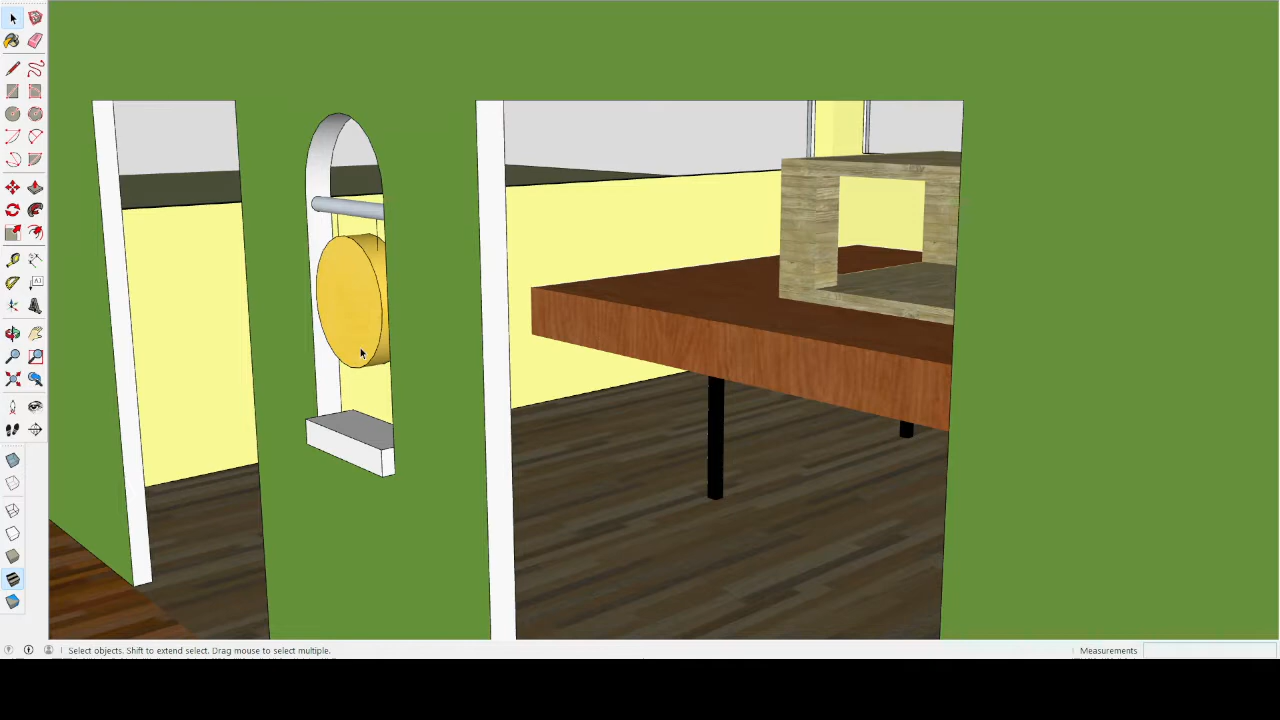 Select objects. Shift to extend select. Drag mouse to select multiple.
Measurements